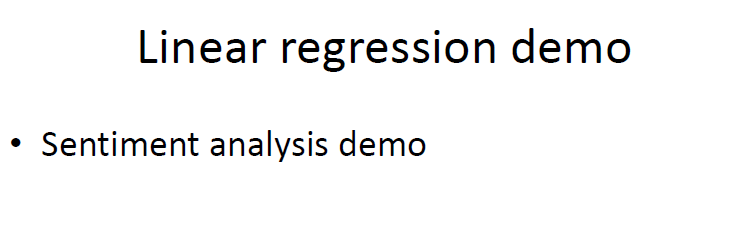 Linear regression demo
• Sentiment analysis demo